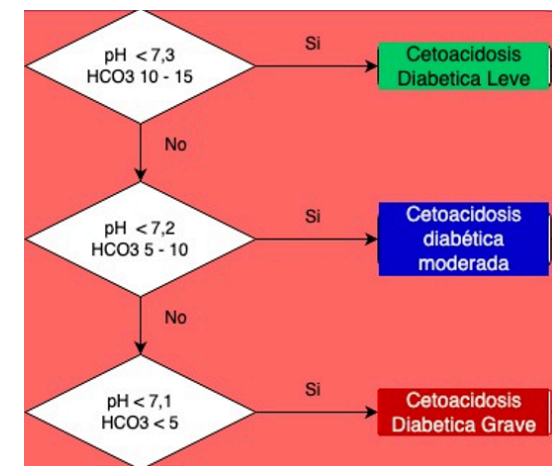 pH < 7,3
HCO3 10 - 15
Si
Cetoacidosis
Diabetica Leve
No
pH < 7,2
HCO3 5 - 10
Si
Cetoacidosis
diabética
moderada
No
pH < 7,1
HCO3 < 5
Si
Cetoacidosis
Diabetica Grave